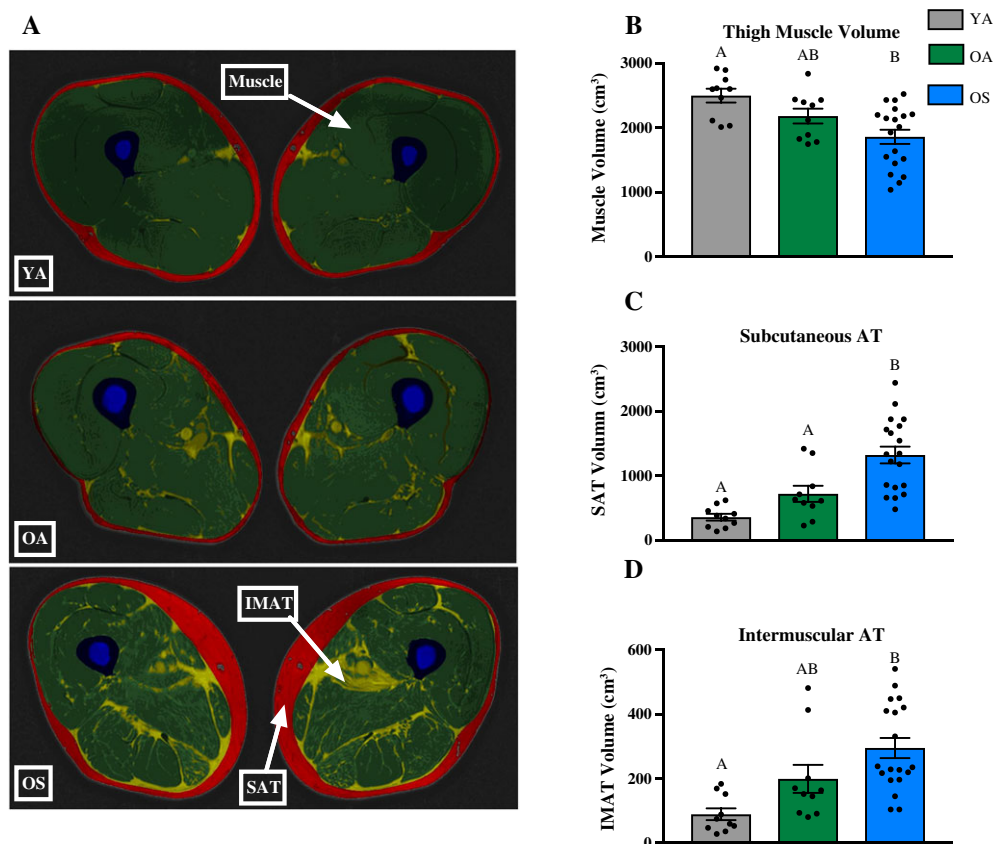 A
Muscle
YA
OA
IMAT
SAT
OS
B
Thigh Muscle Volume
YA
OA
OS
A
AB
B
Muscle Volume (cm³)
3000
2000
1000
0
C
Subcutaneous AT
A
A
B
SAT Volumn (cm³)
3000
2000
1000
0
D
Intermuscular AT
A
AB
B
IMAT Volume (cm³)
600
400
200
0